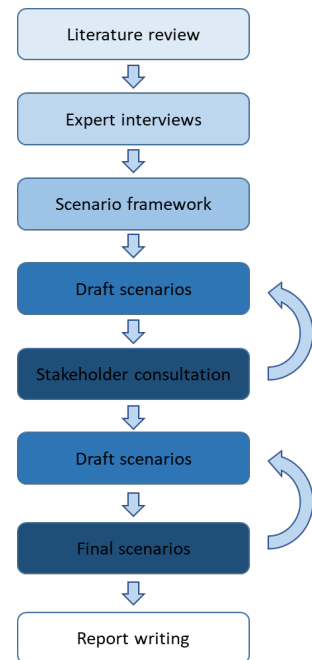 Literature review
Expert interviews
Scenario framework
Draft scenarios
Stakeholder consultation
Draft scenarios
Final scenarios
Report writing